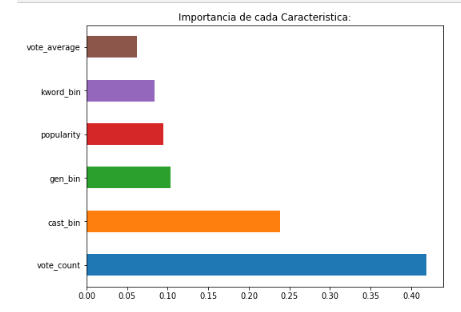 Importancia de cada Caracteristica:
vote_average
kword_bin
popularity
gen_bin
cast_bin
vote_count
0.00 0.05 0.10 0.15 0.20 0.25 0.30 0.35 0.40